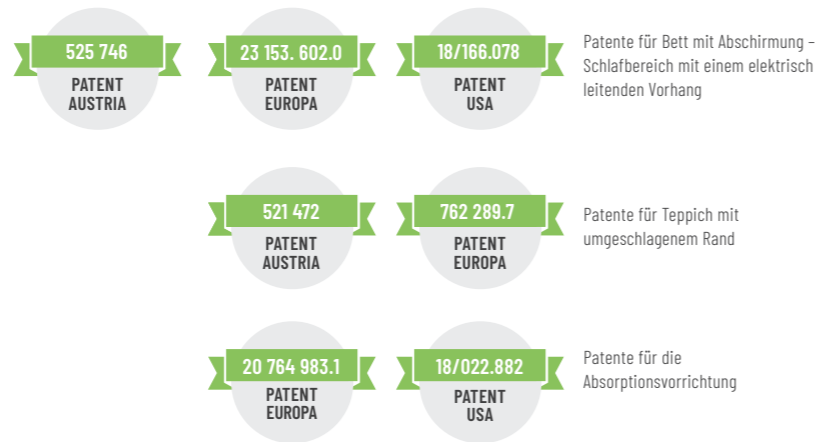 525 746
PATENT
AUSTRIA
23 153. 602.0
PATENT
EUROPA
18/166.078
PATENT
USA
Patente für Bett mit Abschirmung –
Schlafbereich mit einem elektrisch
leitenden Vorhang
521 472
PATENT
AUSTRIA
762 289.7
PATENT
EUROPA
Patente für Teppich mit
umgeschlagenem Rand
20 764 983.1
PATENT
EUROPA
18/022.882
PATENT
USA
Patente für die
Absorptionsvorrichtung